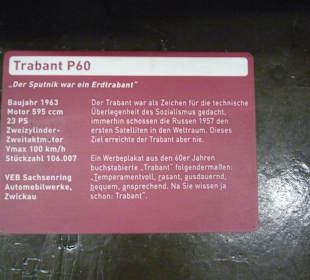 Trabant P60
„Der Sputnik war ein Erdtrabant"
Baujahr 1963
Motor 595 ccm
23 PS
Zweizylinder-
Zweitaktmotor
Vmax 100 km/h
Stückzahl 106.007
VEB Sachsenring
Automobilwerke,
Zwickau
Der Trabant war als Zeichen für die technische
Überlegenheit des Sozialismus gedacht,
immerhin schossen die Russen 1957 den
ersten Satelliten in den Weltraum. Dieses
Ziel erreichte der Trabant aber nie.
Ein Werbeplakat aus den 60er Jahren
buchstabierte „Trabant" folgendermaßen:
„Temperamentvoll, rasant, ausdauernd,
bequem, ansprechend. Na Sie wissen ja
schon: Trabant".